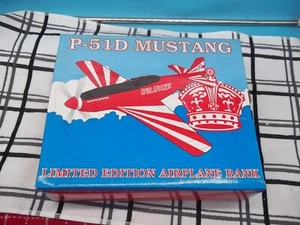 P-51D MUSTANG
LIMITED EDITION AIRPLANE BANK